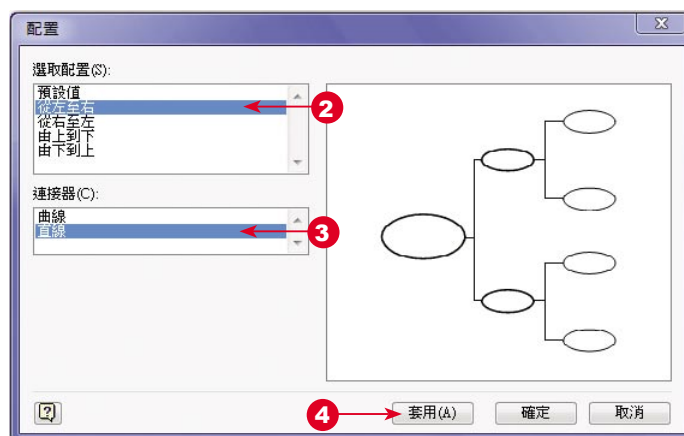 配置
選取配置(S):
預設值
從左至右
從右至左
由上到下
由下到上
2
連接器(C):
曲線
直線
3
4
套用(A)
確定
取消